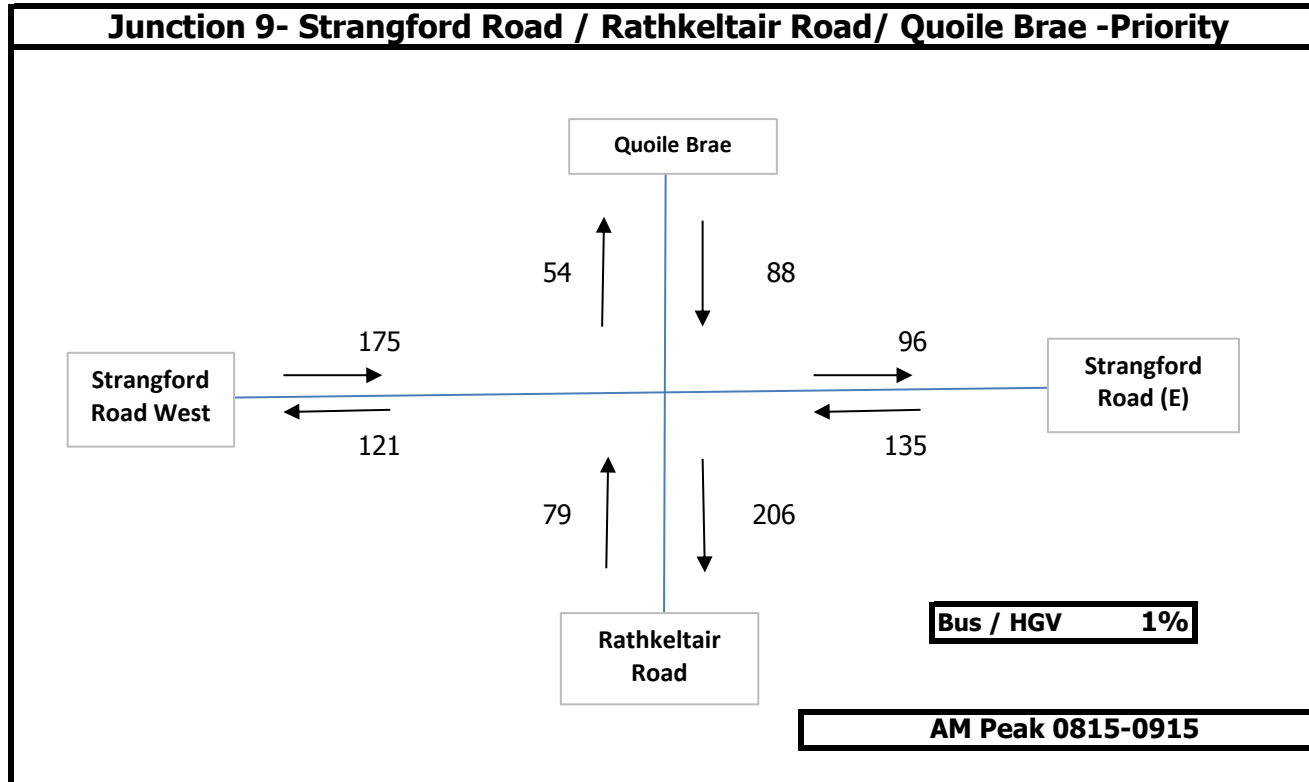 Junction 9- Strangford Road / Rathkeltair Road/ Quoile Brae -Priority
Quoile Brae
54
88
175
96
Strangford
Road West
Strangford
Road (E)
121
135
79
206
Rathkeltair
Road
Bus / HGV 1%
AM Peak 0815-0915